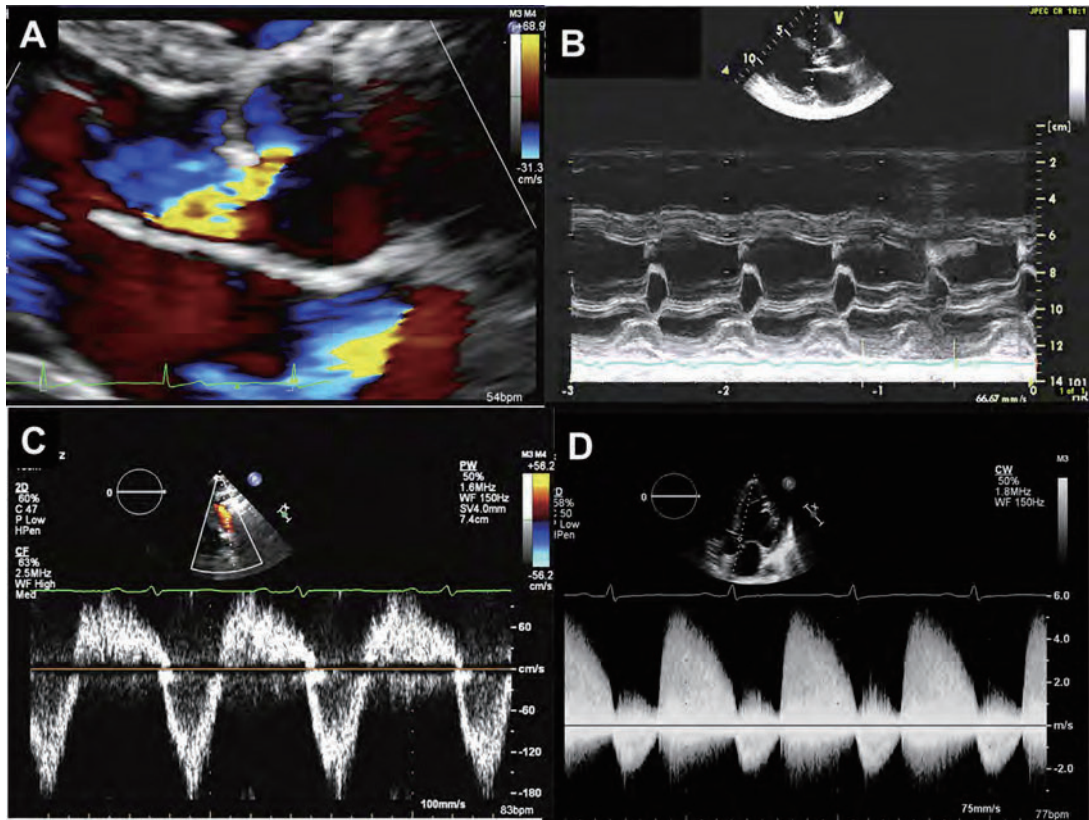 A
M3 M4
+68.9
-31.3
cm/s
54bpm
B
JPEG CR 10:1
V
5
10
[cm]
2
4
6
8
10
12
14
-3
-2
-1
0
66.67 mm/s
1 of 1
HR
C
2D
60%
C 47
P Low
HPen
CF
63%
2.5MHz
WF High
Med
0
PW
50%
1.6MHz
WF 150Hz
SV4.0mm
7.4cm
M3 M4
+56.2
-56.2
cm/s
60
cm/s
-60
-120
-180
100mm/s
83bpm
D
58%
C 50
P Low
HPen
0
CW
50%
1.8MHz
WF 150Hz
M3
6.0
4.0
2.0
m/s
-2.0
75mm/s
77bpm